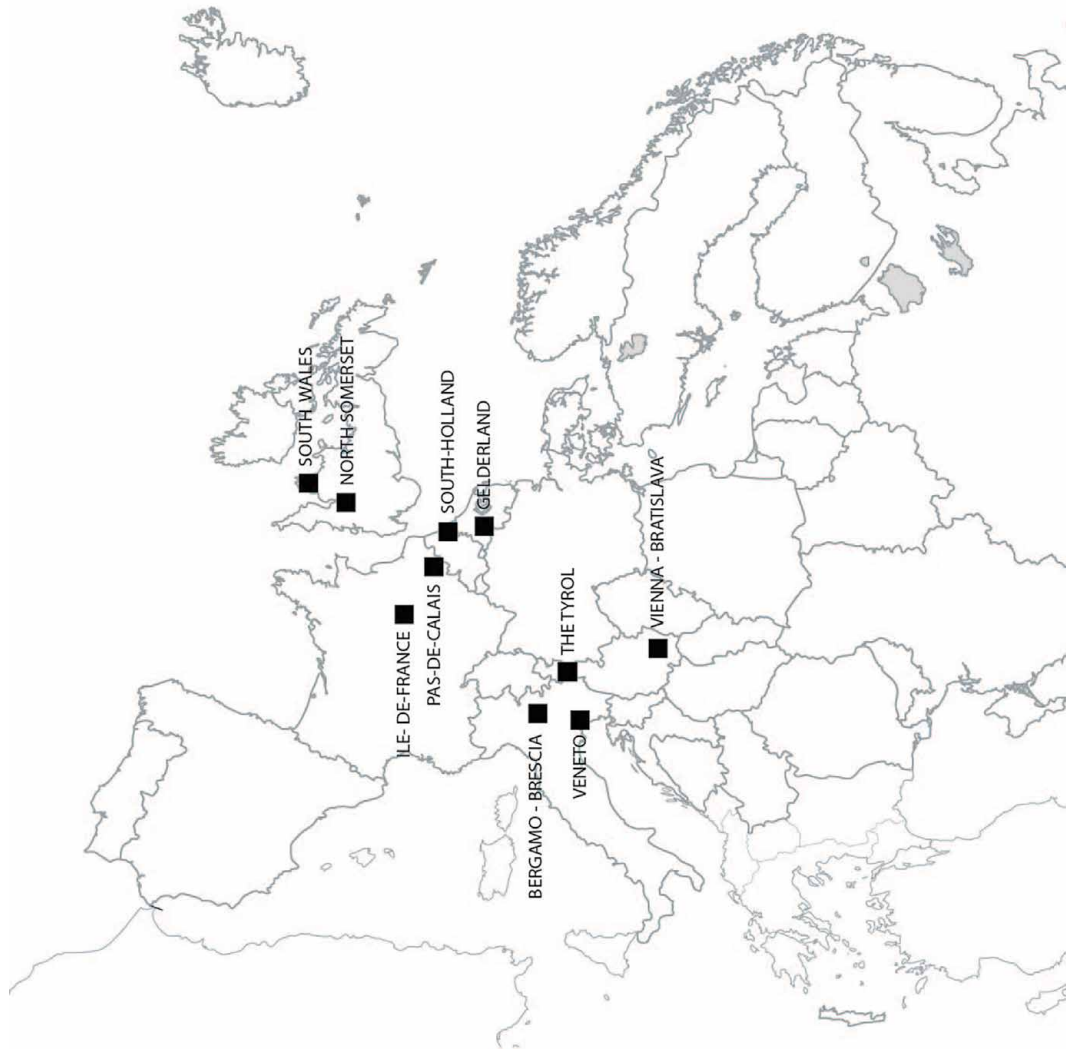 SOUTH WALES
NORTH SOMERSET
SOUTH-HOLLAND
GELDERLAND
PAS-DE-CALAIS
ILE- DE-FRANCE
THE TYROL
VIENNA - BRATISLAVA
BERGAMO - BRESCIA
VENETO